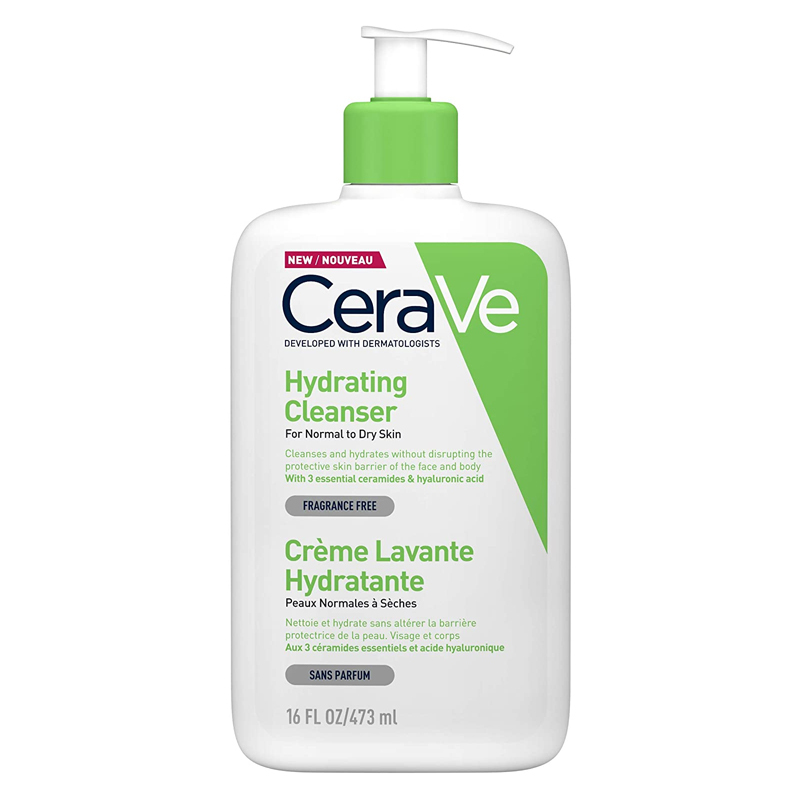 NEW / NOUVEAU
CeraVe
DEVELOPED WITH DERMATOLOGISTS
Hydrating
Cleanser
For Normal to Dry Skin
Cleanses and hydrates without disrupting the
protective skin barrier of the face and body
With 3 essential ceramides & hyaluronic acid
FRAGRANCE FREE
Crème Lavante
Hydratante
Peaux Normales à Sèches
Nettoie et hydrate sans altérer la barrière
protectrice de la peau. Visage et corps
Aux 3 céramides essentiels et acide hyaluronique
SANS PARFUM
16 FL OZ/473 ml